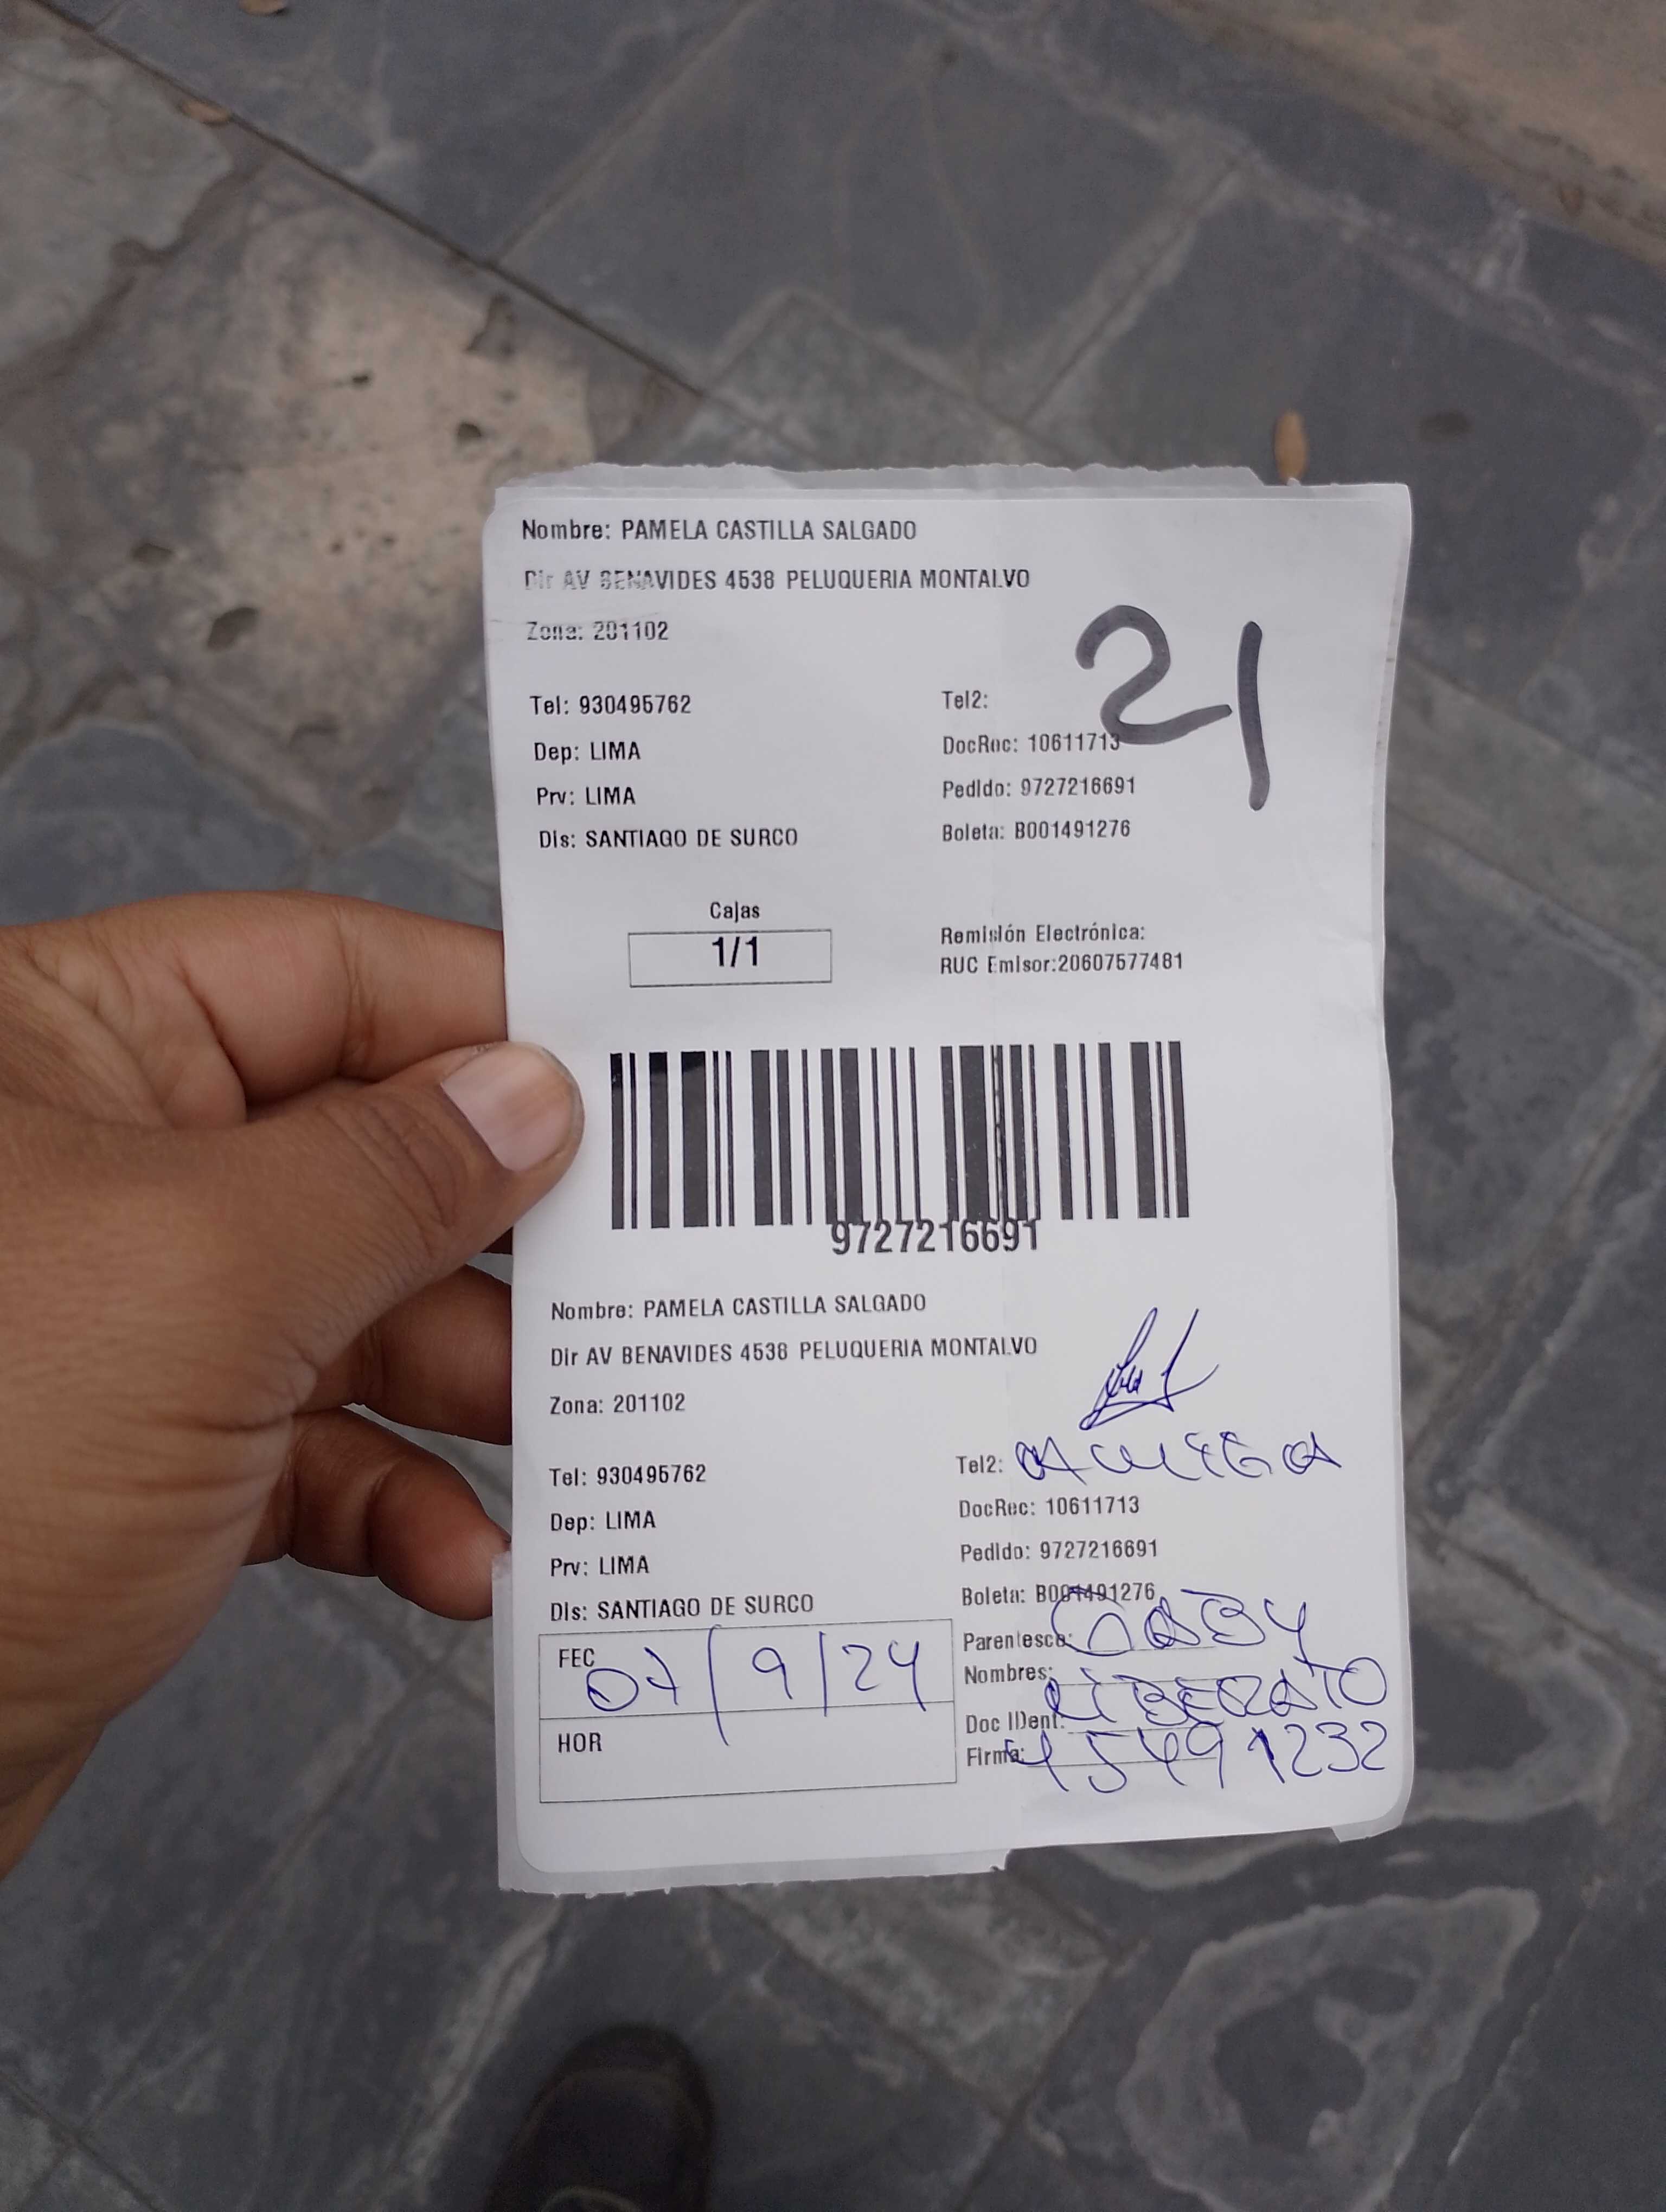 Nombre: PAMELA CASTILLA SALGADO
Dir AV BENAVIDES 4538 PELUQUERIA MONTALVO
Zona: 201102
21
Tel: 930495762 Tel2:
Dep: LIMA DocRec: 10611713
Prv: LIMA Pedido: 9727216691
Dis: SANTIAGO DE SURCO Boleta: B001491276
Cajas
1/1
Remisión Electrónica:
RUC Emisor:20607577481
9727216691
Nombre: PAMELA CASTILLA SALGADO
Dir AV BENAVIDES 4538 PELUQUERIA MONTALVO
Zona: 201102
Tel: 930495762 Tel2: AMIGA
Dep: LIMA DocRec: 10611713
Prv: LIMA Pedido: 9727216691
Dis: SANTIAGO DE SURCO Boleta: B001491276
FEC 07/9/24
HOR
Parentesco: GABY
Nombres: LIBERATO
Doc IDent:
Firma: 45491232